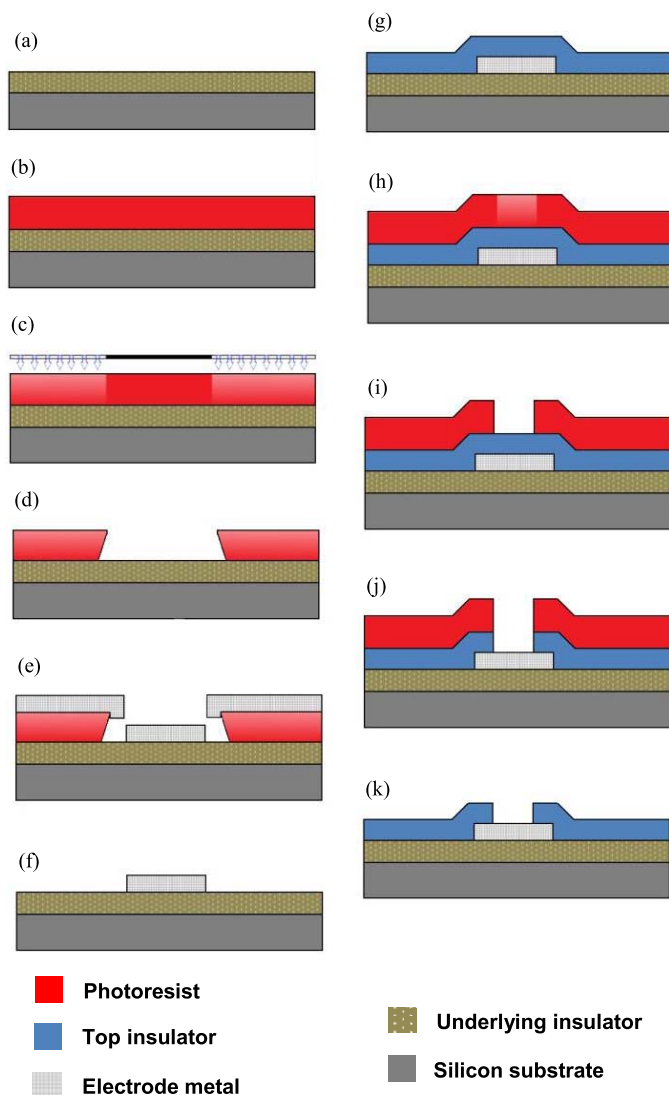 (a)
(b)
(c)
(d)
(e)
(f)
(g)
(h)
(i)
(j)
(k)
Photoresist
Top insulator
Electrode metal
Underlying insulator
Silicon substrate